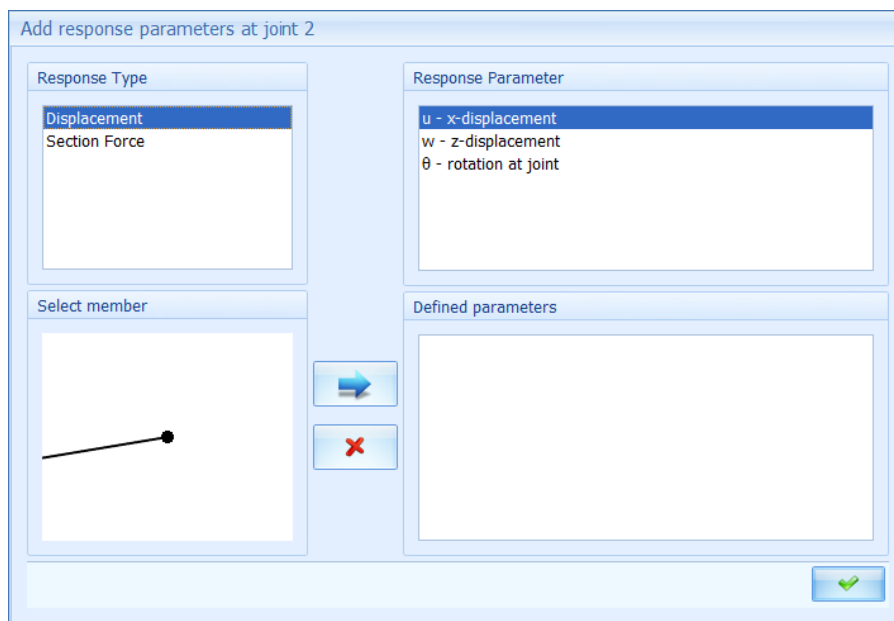 Add response parameters at joint 2
Response Type
Displacement
Section Force
Response Parameter
u - x-displacement
w - z-displacement
θ - rotation at joint
Select member
Defined parameters